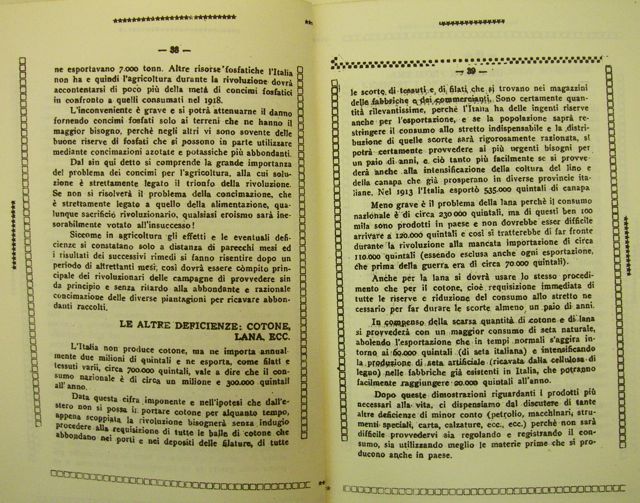 — 38 —
ne esportavano 7.000 tonn. Altre risorse fosfatiche l'Italia
non ha e quindi l'agricoltura durante la rivoluzione dovrà
accontentarsi di poco più della metà di concimi fosfatici
in confronto a quelli consumati nel 1918.
L'inconveniente è grave e si potrà attenuarne il danno
fornendo concimi fosfati solo ai terreni che ne hanno il
maggior bisogno, perchè negli altri vi sono sovente delle
buone riserve di fosfati che si possono in parte utilizzare
mediante concimazioni azotate e potassiche più abbondanti.
Dal sin qui detto si comprende la grande importanza
del problema dei concimi per l'agricoltura, alla cui solu-
zione è strettamente legato il trionfo della rivoluzione.
Se non si risolverà il problema della concimazione, che
è strettamente legato a quello della alimentazione, qua-
lunque sacrificio rivoluzionario, qualsiasi eroismo sarà ine-
sorabilmente votato all'insuccesso!
Siccome in agricoltura gli effetti e le eventuali defi-
cienze si constatano solo a distanza di parecchi mesi ed
i risultati dei successivi rimedi si fanno risentire dopo un
periodo di altrettanti mesi, così dovrà essere còmpito prin-
cipale dei rivoluzionari delle campagne di provvedere sin
da principio e senza ritardo alla abbondante e razionale
concimazione delle diverse piantagioni per ricavare abbon-
danti raccolti.
LE ALTRE DEFICIENZE: COTONE,
LANA, ECC.
L'Italia non produce cotone, ma ne importa annual-
mente due milioni di quintali e ne esporta, come filati e
tessuti varii, circa 700.000 quintali, vale a dire che il con-
sumo nazionale è di circa un milione e 300.000 quintali
all'anno.
Data questa cifra imponente e nell'ipotesi che dall'e-
stero non si possa importare cotone per alquanto tempo,
appena scoppiata la rivoluzione bisognerà senza indugio
procedere alla requisizione di tutte le balle di cotone che
abbondano nei porti e nei depositi delle filature, di tutte
— 39 —
le scorte di tessuti e di filati che si trovano nei magazzini
delle fabbriche o dei commercianti. Sono certamente quan-
tità rilevantissime, perchè l'Italia ha delle ingenti riserve
anche per l'esportazione, e se la popolazione saprà re-
stringere il consumo allo stretto indispensabile e la distri-
buzione di quelle scorte sarà rigorosamente razionata, si
potrà certamente provvedere ai più urgenti bisogni per
un paio di anni, e ciò tanto più facilmente se si provve-
derà anche alla intensificazione della coltura del lino e
della canapa che già prosperano in diverse provincie ita-
liane. Nel 1913 l'Italia esportò 535.000 quintali di canapa
Meno grave è il problema della lana perchè il consumo
nazionale è di circa 230.000 quintali, ma di questi ben 100
mila sono prodotti in paese e non dovrebbe esser difficile
arrivare a 120.000 quintali e così si tratterebbe di far fronte
durante la rivoluzione alla mancata importazione di circa
110.000 quintali (essendo esclusa anche ogni esportazione,
che prima della guerra era di circa 70.000 quintali).
Anche per la lana si dovrà usare lo stesso procedi-
mento che per il cotone, cioè requisizione immediata di
tutte le riserve e riduzione del consumo allo stretto ne
cessario per far durare le scorte almeno un paio di anni.
In compenso della scarsa quantità di cotone e di lana
si provvederà con un maggior consumo di seta naturale,
abolendo l'esportazione che in tempi normali s'aggira in-
torno ai 60.000 quintali (di seta italiana) e intensificando
la produzione di seta artificiale (ricavata dalla cellulosa di
legno) nelle fabbriche già esistenti in Italia, che potranno
facilmente raggiungere 20.000 quintali all'anno.
Dopo queste dimostrazioni riguardanti i prodotti più
necessari alla vita, ci dispensiamo dal discutere di tante
altre deficienze di minor conto (petrolio, macchinari, stru-
menti speciali, carta, calzature, ecc., ecc.) perchè non sarà
difficile provvedervi sia regolando e registrando il con-
sumo, sia utilizzando meglio le materie prime che si pro-
ducono anche in paese.